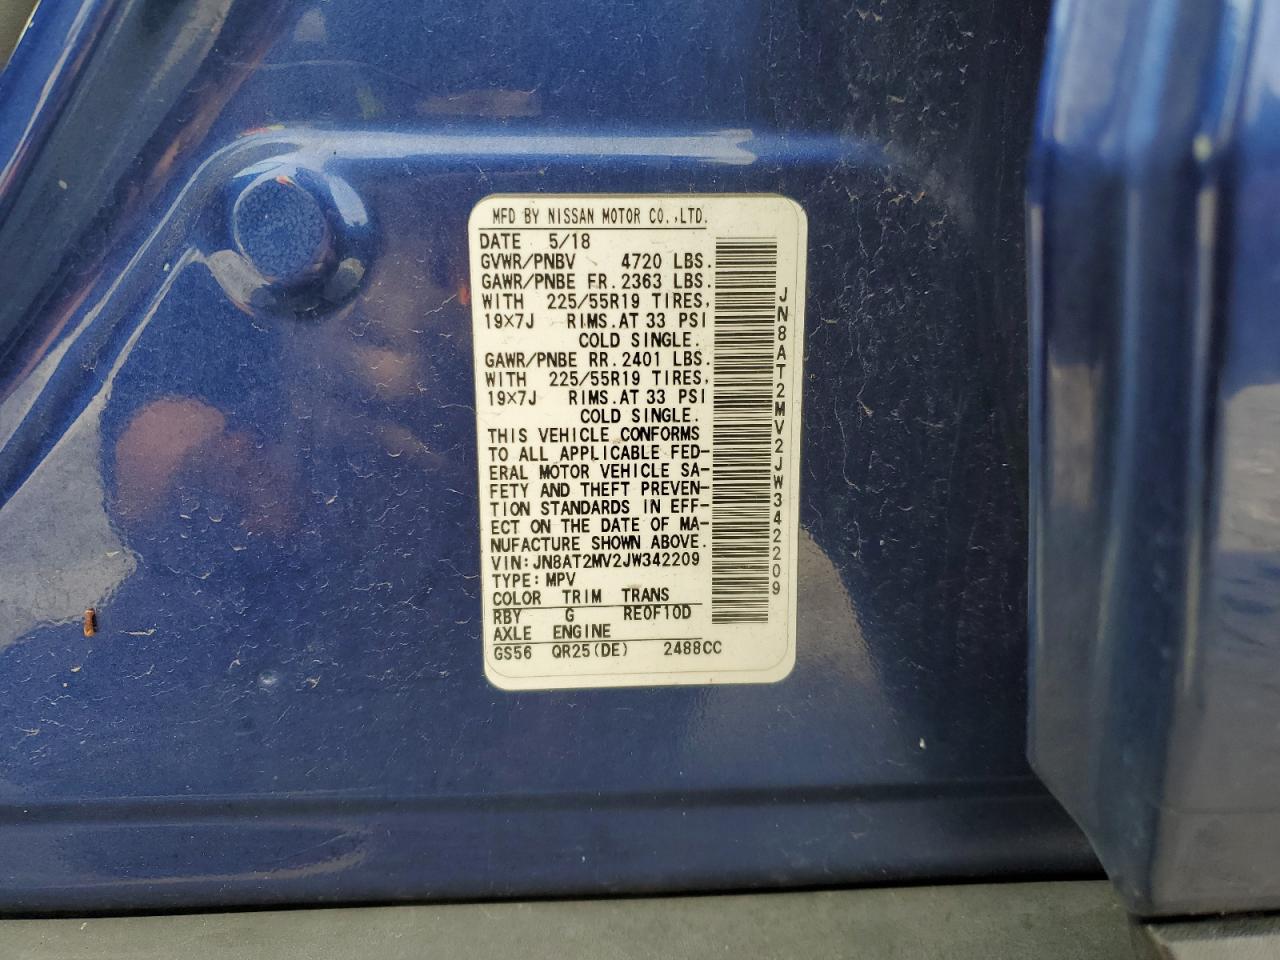 MFD BY NISSAN MOTOR CO.,LTD.
DATE 5/18
GVWR/PNBV 4720 LBS.
GAWR/PNBE FR. 2363 LBS.
WITH 225/55R19 TIRES,
19×7J RIMS. AT 33 PSI
COLD SINGLE.
GAWR/PNBE RR. 2401 LBS.
WITH 225/55R19 TIRES,
19×7J RIMS. AT 33 PSI
COLD SINGLE.
THIS VEHICLE CONFORMS
TO ALL APPLICABLE FED-
ERAL MOTOR VEHICLE SA-
FETY AND THEFT PREVEN-
TION STANDARDS IN EFF-
ECT ON THE DATE OF MA-
NUFACTURE SHOWN ABOVE.
VIN: JN8AT2MV2JW342209
TYPE: MPV
COLOR TRIM TRANS
RBY G RE0F10D
AXLE ENGINE
GS56 QR25(DE) 2488CC
JN8AT2MV2JW342209